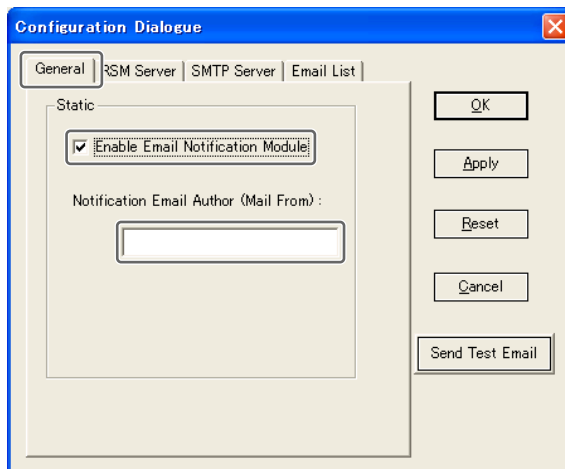 Configuration Dialogue
General
RSM Server
SMTP Server
Email List
Static
Enable Email Notification Module
Notification Email Author (Mail From) :
OK
Apply
Reset
Cancel
Send Test Email